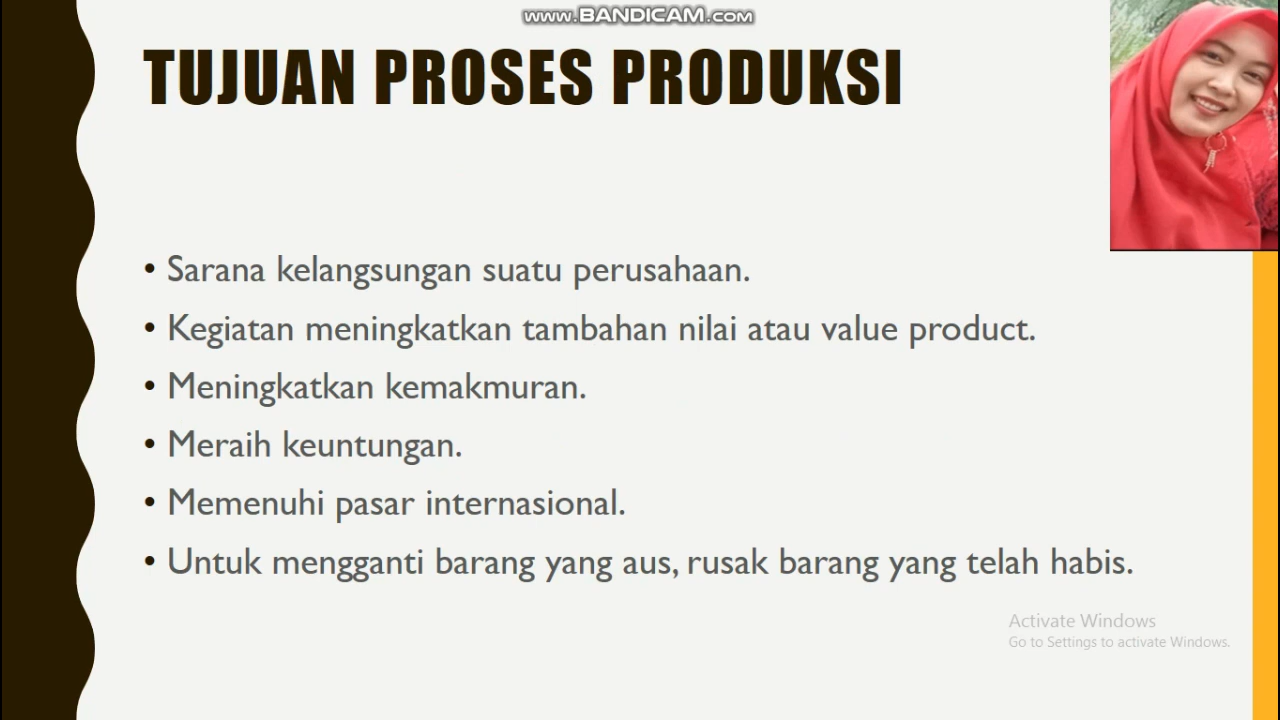 www.BANDICAM.com
TUJUAN PROSES PRODUKSI
• Sarana kelangsungan suatu perusahaan.
• Kegiatan meningkatkan tambahan nilai atau value product.
• Meningkatkan kemakmuran.
• Meraih keuntungan.
• Memenuhi pasar internasional.
• Untuk mengganti barang yang aus, rusak barang yang telah habis.
Activate Windows
Go to Settings to activate Windows.